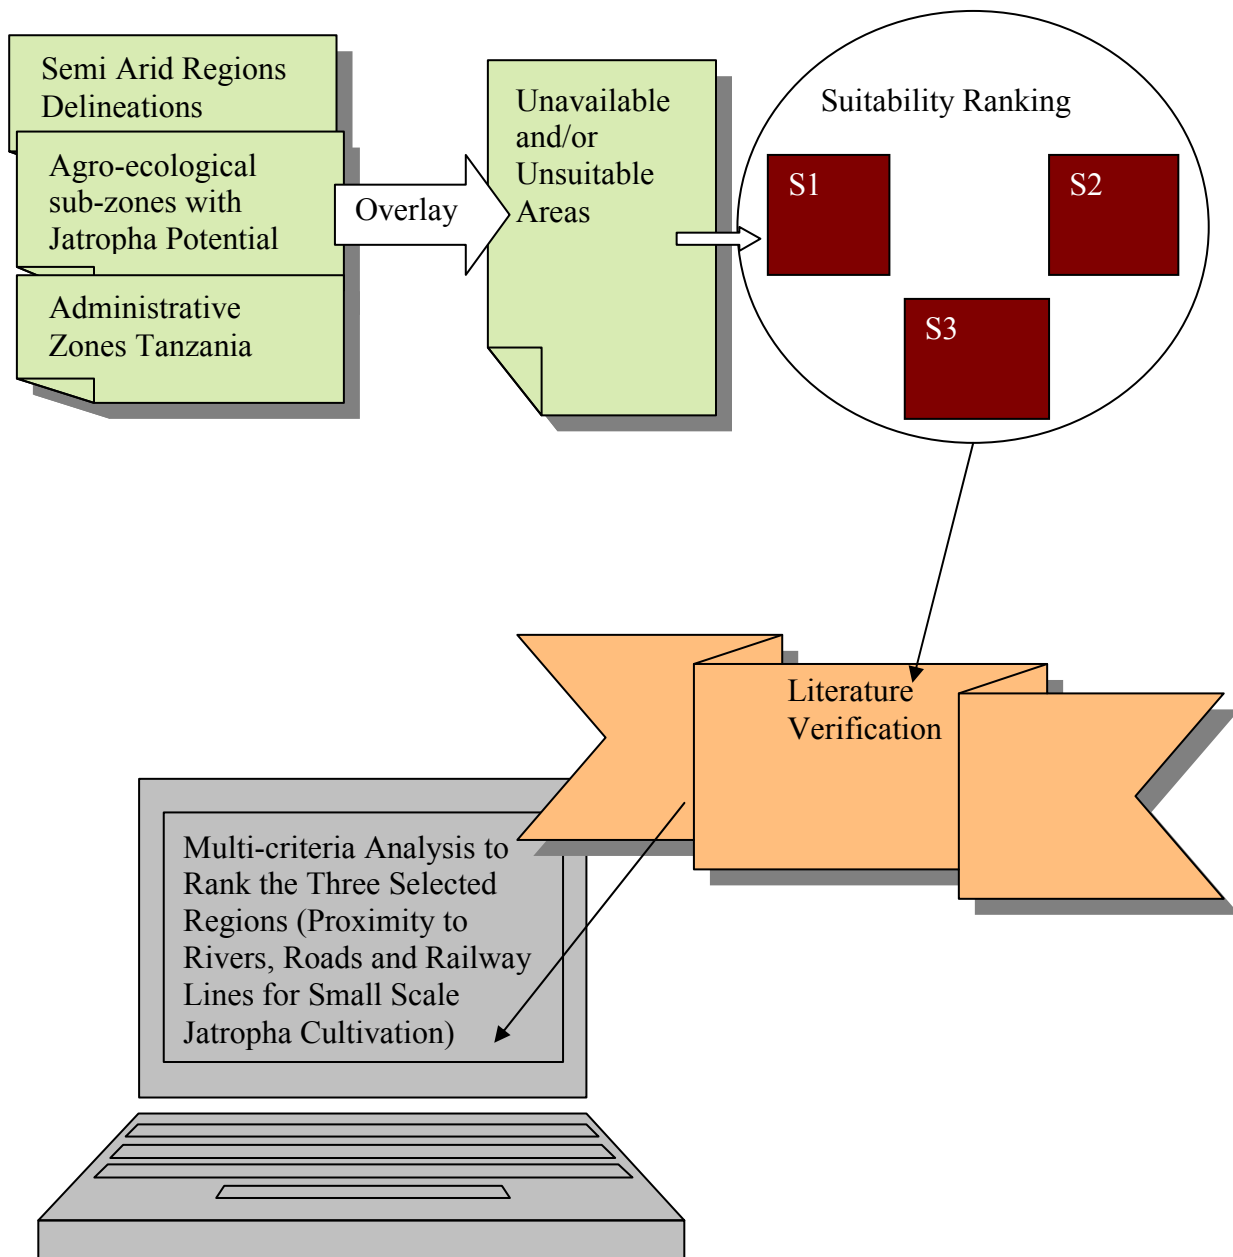 Semi Arid Regions
Delineations
Agro-ecological
sub-zones with
Jatropha Potential
Administrative
Zones Tanzania
Overlay
Unavailable
and/or
Unsuitable
Areas
Suitability Ranking
S1
S2
S3
Literature
Verification
Multi-criteria Analysis to
Rank the Three Selected
Regions (Proximity to
Rivers, Roads and Railway
Lines for Small Scale
Jatropha Cultivation)